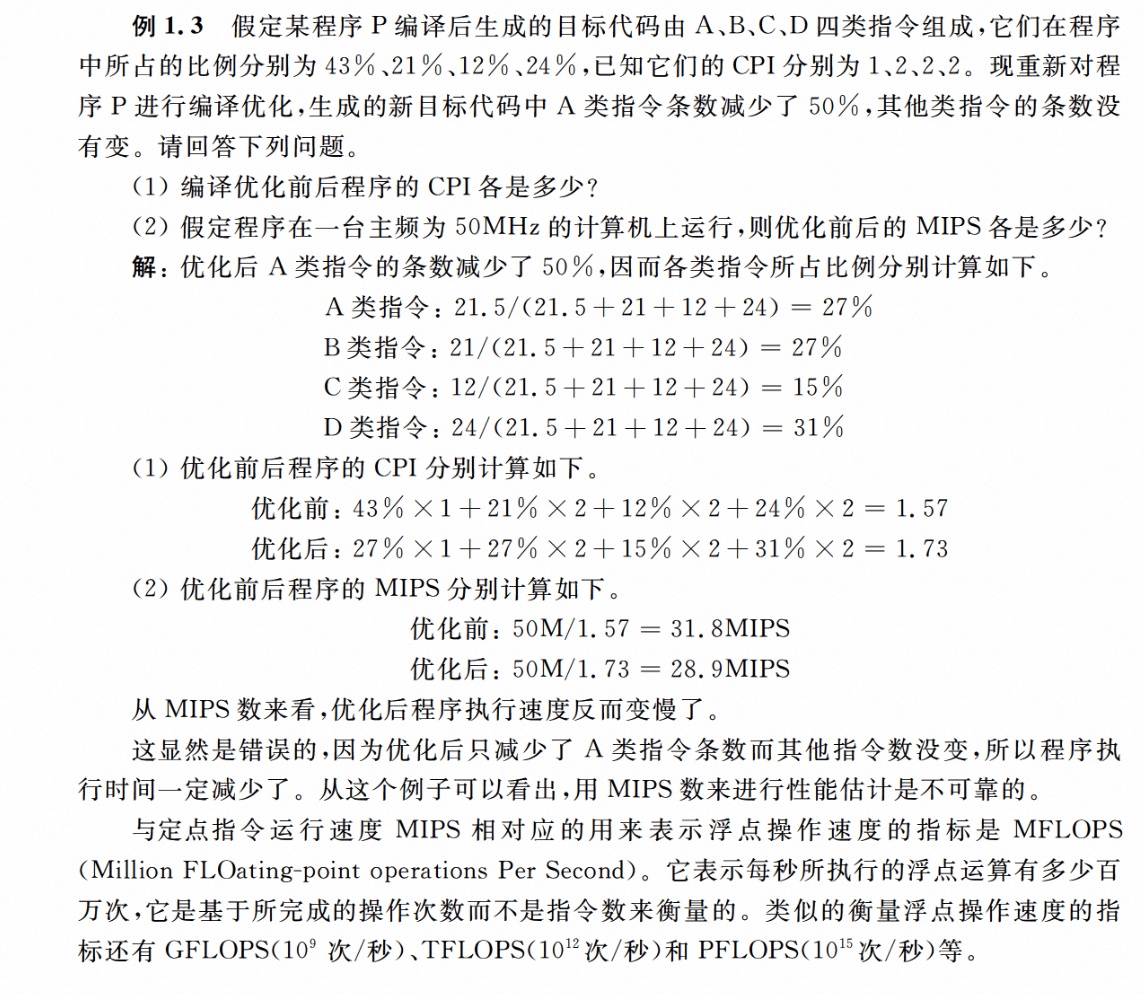 例 1.3 假定某程序 P 编译后生成的目标代码由 A、B、C、D 四类指令组成,它们在程序
中所占的比例分别为 43%、21%、12%、24%,已知它们的 CPI 分别为 1、2、2、2。现重新对程
序 P 进行编译优化,生成的新目标代码中 A 类指令条数减少了 50%,其他类指令的条数没
有变。请回答下列问题。
(1) 编译优化前后程序的 CPI 各是多少?
(2) 假定程序在一台主频为 50MHz 的计算机上运行,则优化前后的 MIPS 各是多少?
解: 优化后 A 类指令的条数减少了 50%,因而各类指令所占比例分别计算如下。
A 类指令: 21.5/(21.5+21+12+24) = 27%
B 类指令: 21/(21.5+21+12+24) = 27%
C 类指令: 12/(21.5+21+12+24) = 15%
D 类指令: 24/(21.5+21+12+24) = 31%
(1) 优化前后程序的 CPI 分别计算如下。
优化前: 43%×1+21%×2+12%×2+24%×2 = 1.57
优化后: 27%×1+27%×2+15%×2+31%×2 = 1.73
(2) 优化前后程序的 MIPS 分别计算如下。
优化前: 50M/1.57 = 31.8MIPS
优化后: 50M/1.73 = 28.9MIPS
从 MIPS 数来看,优化后程序执行速度反而变慢了。
这显然是错误的,因为优化后只减少了 A 类指令条数而其他指令数没变,所以程序执
行时间一定减少了。从这个例子可以看出,用 MIPS 数来进行性能估计是不可靠的。
与定点指令运行速度 MIPS 相对应的用来表示浮点操作速度的指标是 MFLOPS
(Million FLOating-point operations Per Second)。它表示每秒所执行的浮点运算有多少百
万次,它是基于所完成的操作次数而不是指令数来衡量的。类似的衡量浮点操作速度的指
标还有 GFLOPS(10⁹ 次/秒)、TFLOPS(10¹² 次/秒)和 PFLOPS(10¹⁵ 次/秒)等。